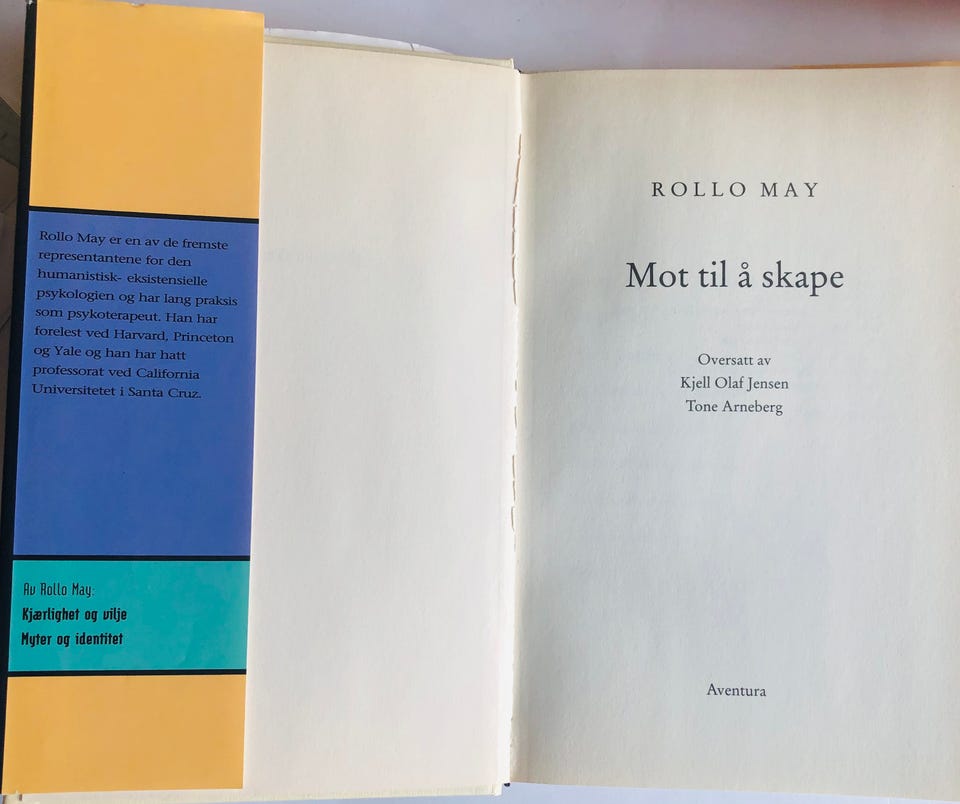 Rollo May er en av de fremste
representantene for den
humanistisk- eksistensielle
psykologien og har lang praksis
som psykoterapeut. Han har
forelest ved Harvard, Princeton
og Yale og han har hatt
professorat ved California
Universitetet i Santa Cruz.
Av Rollo May:
Kjærlighet og vilje
Myter og identitet
ROLLO MAY
Mot til å skape
Oversatt av
Kjell Olaf Jensen
Tone Arneberg
Aventura